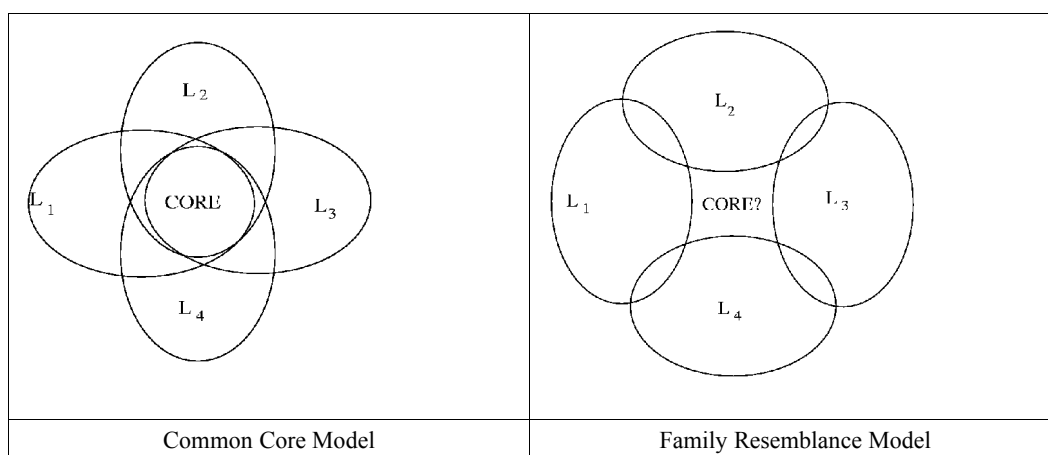 L2
L1
CORE
L3
L4
Common Core Model
L2
L1
CORE?
L3
L4
Family Resemblance Model